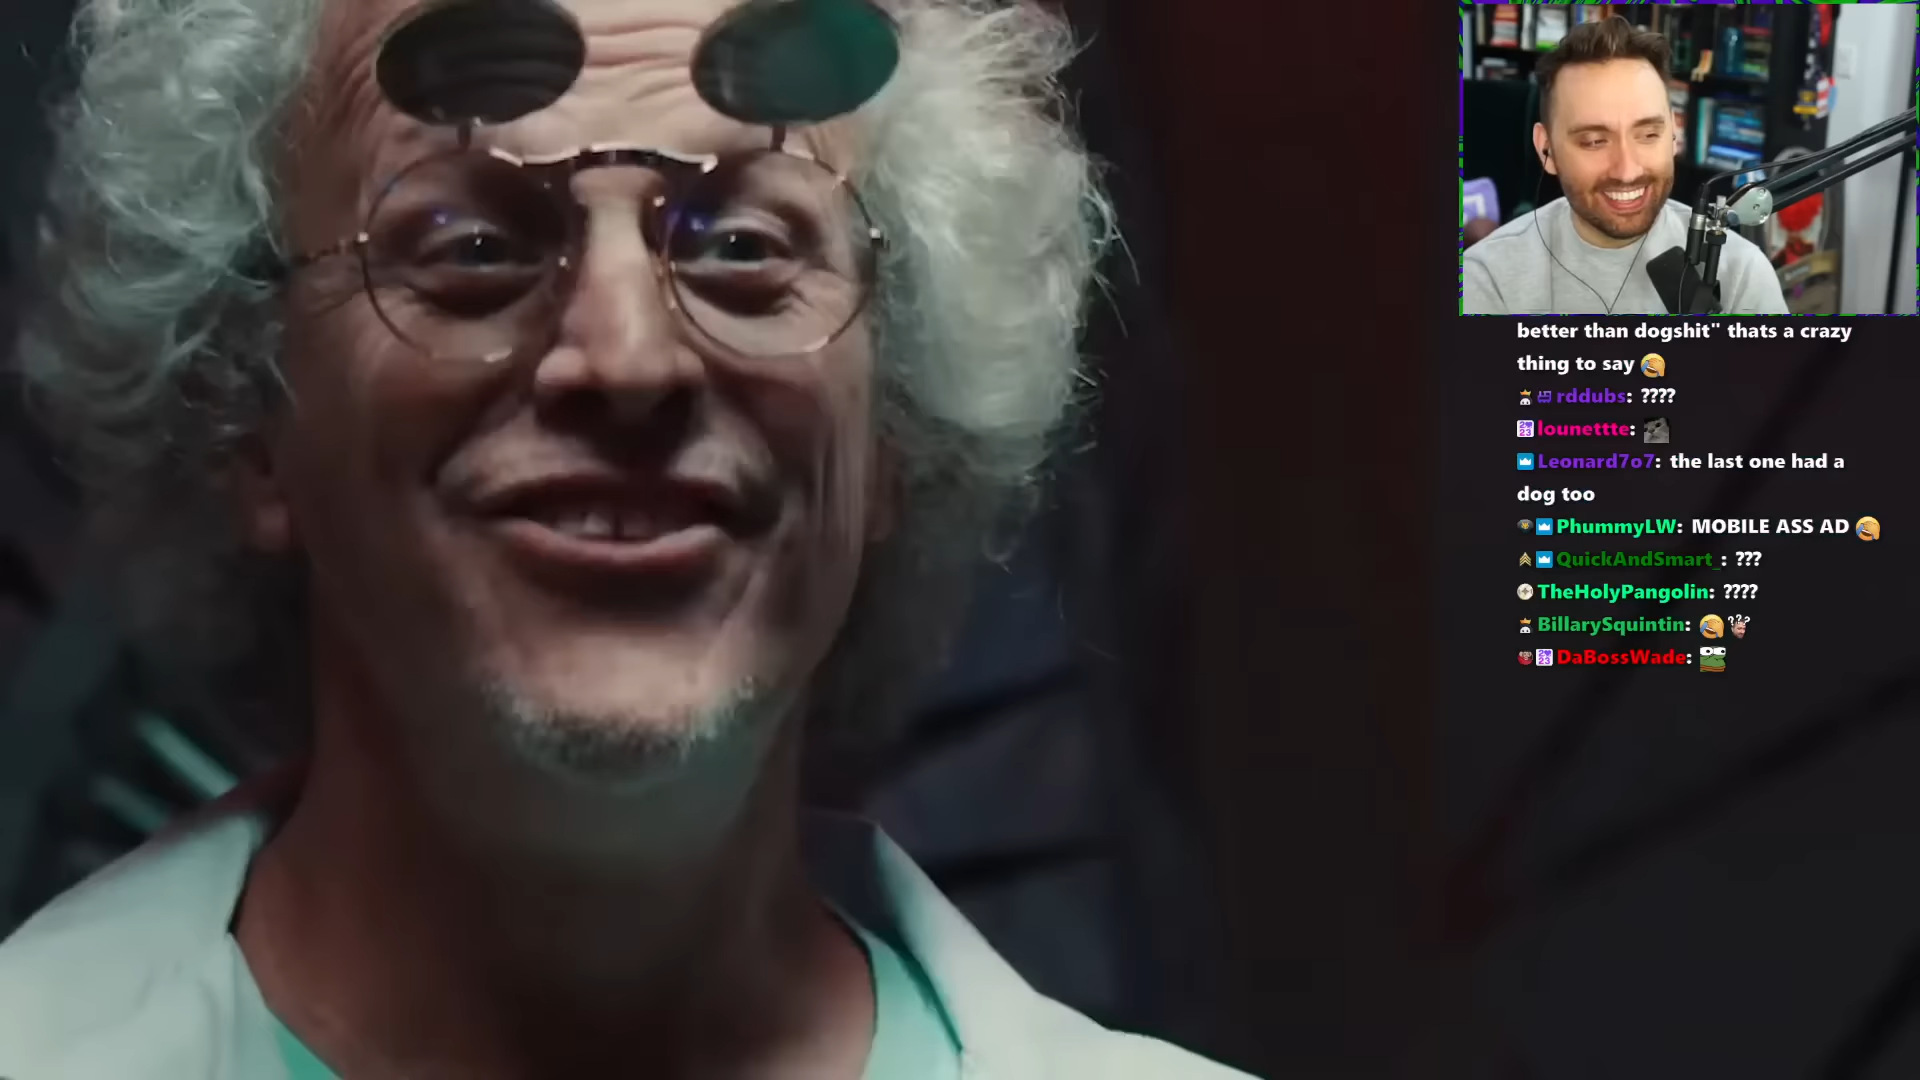 better than dogshit" thats a crazy
thing to say
rddubs: ????
lounettte:
Leonard7o7: the last one had a
dog too
PhummyLW: MOBILE ASS AD
QuickAndSmart_: ???
TheHolyPangolin: ????
BillarySquintin:
DaBossWade: